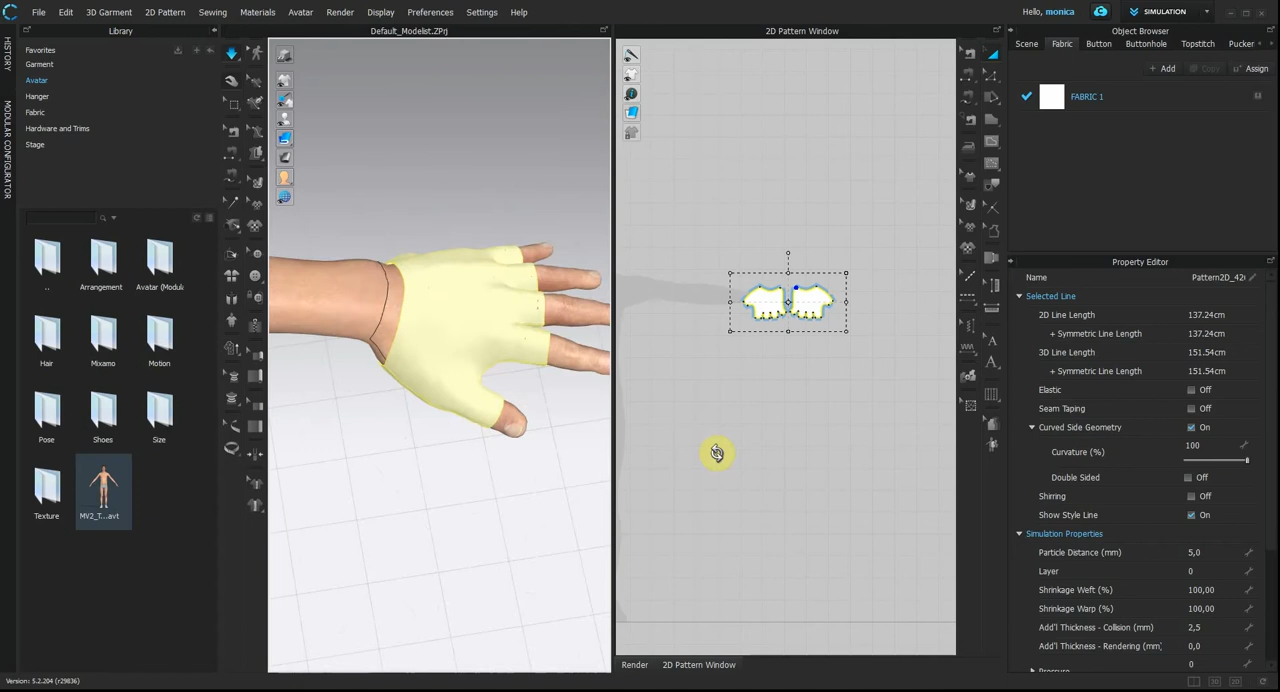 File Edit 3D Garment 2D Pattern Sewing Materials Avatar Render Display Preferences Settings Help
Hello, monica
SIMULATION
HISTORY
MODULAR CONFIGURATOR
Library
Favorites
Garment
Avatar
Hanger
Fabric
Hardware and Trims
Stage
.. Arrangement Avatar (Modula
Hair Mixamo Motion
Pose Shoes Size
Texture MV2_T...avt
Default_Modelist.ZPrj
2D Pattern Window
Render 2D Pattern Window
Object Browser
Scene Fabric Button Buttonhole Topstitch Pucker
+ Add Copy Assign
FABRIC 1
Property Editor
Name Pattern2D_420
Selected Line
2D Line Length 137.24cm
+ Symmetric Line Length 137.24cm
3D Line Length 151.54cm
+ Symmetric Line Length 151.54cm
Elastic Off
Seam Taping Off
Curved Side Geometry On
Curvature (%) 100
Double Sided Off
Shirring Off
Show Style Line On
Simulation Properties
Particle Distance (mm) 5,0
Layer 0
Shrinkage Weft (%) 100,00
Shrinkage Warp (%) 100,00
Add'l Thickness - Collision (mm) 2,5
Add'l Thickness - Rendering (mm) 0,0
Pressure 0
Version: 5.2.204 (r29836)
2D